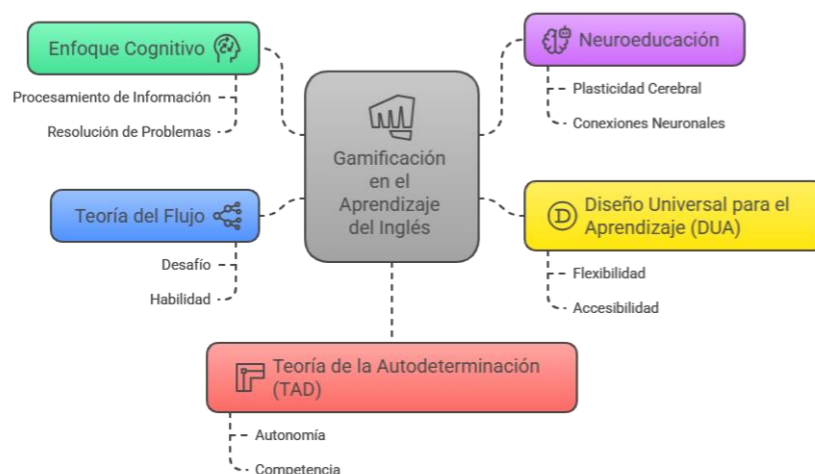 Enfoque Cognitivo
Procesamiento de Información
Resolución de Problemas
Neuroeducación
Plasticidad Cerebral
Conexiones Neuronales
Gamificación
en el
Aprendizaje
del Inglés
Teoría del Flujo
Desafío
Habilidad
D
Diseño Universal para el
Aprendizaje (DUA)
Flexibilidad
Accesibilidad
Teoría de la Autodeterminación
(TAD)
Autonomía
Competencia